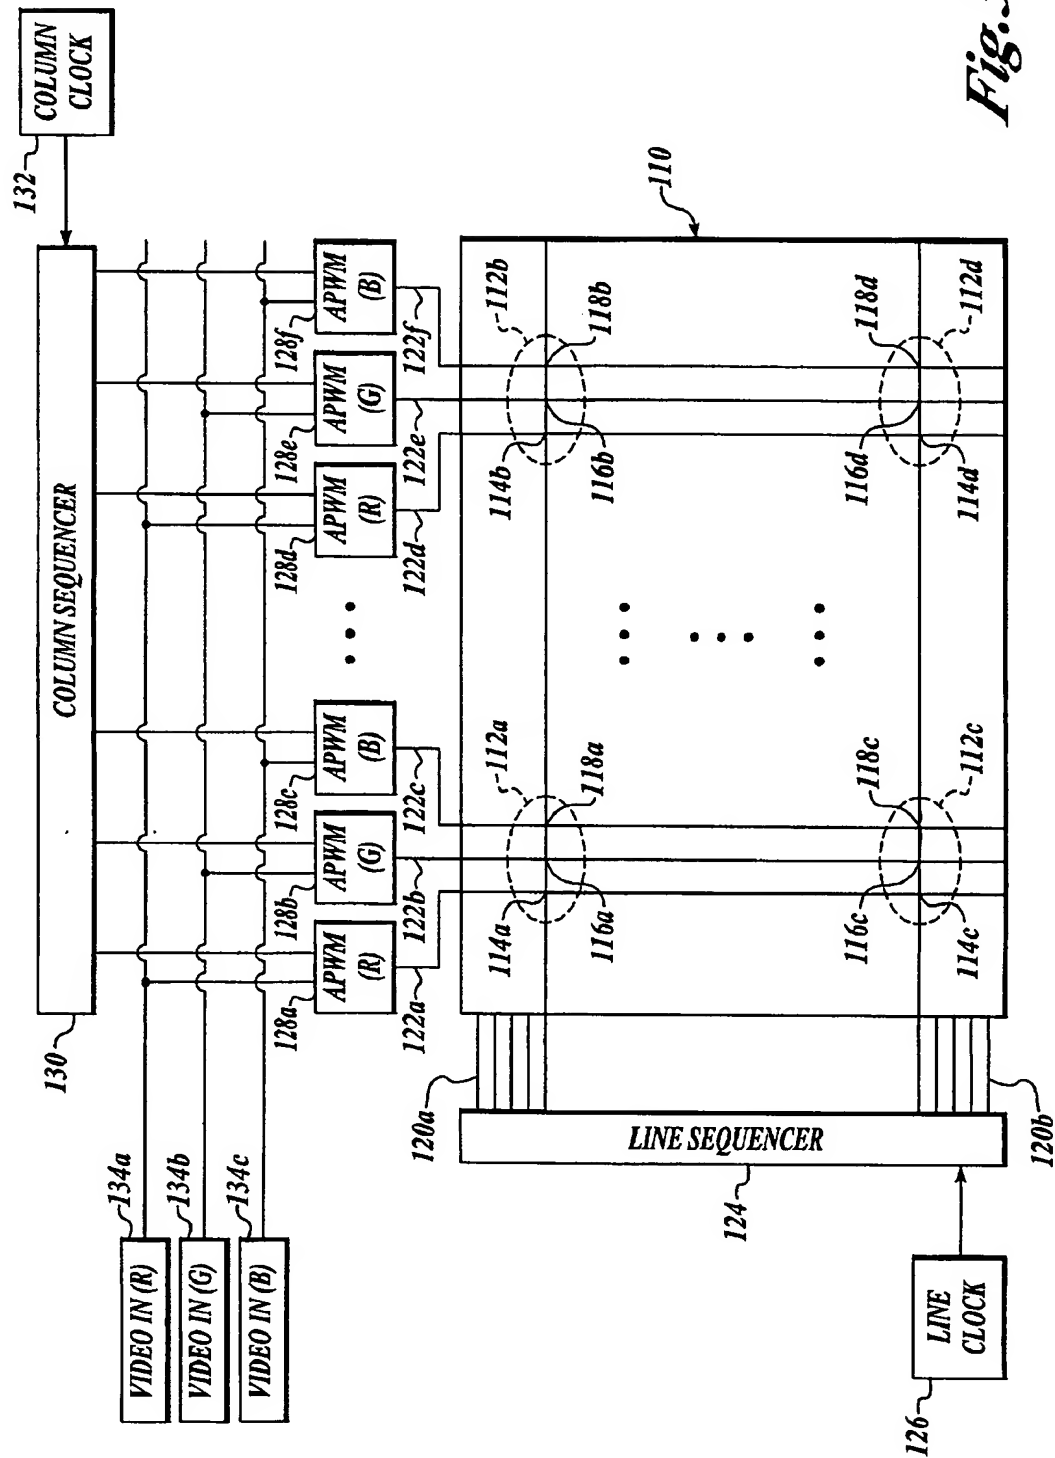 COLUMN
CLOCK
132
COLUMN SEQUENCER
130
134a
VIDEO IN (R)
134b
VIDEO IN (G)
134c
VIDEO IN (B)
APWM
(R)
128a
122a
APWM
(G)
128b
122b
APWM
(B)
128c
122c
APWM
(R)
128d
122d
APWM
(G)
128e
122e
APWM
(B)
128f
122f
110
112a
114a
116a
118a
112b
114b
116b
118b
112c
114c
116c
118c
112d
114d
116d
118d
120a
LINE SEQUENCER
120b
124
LINE
CLOCK
126
Fig.